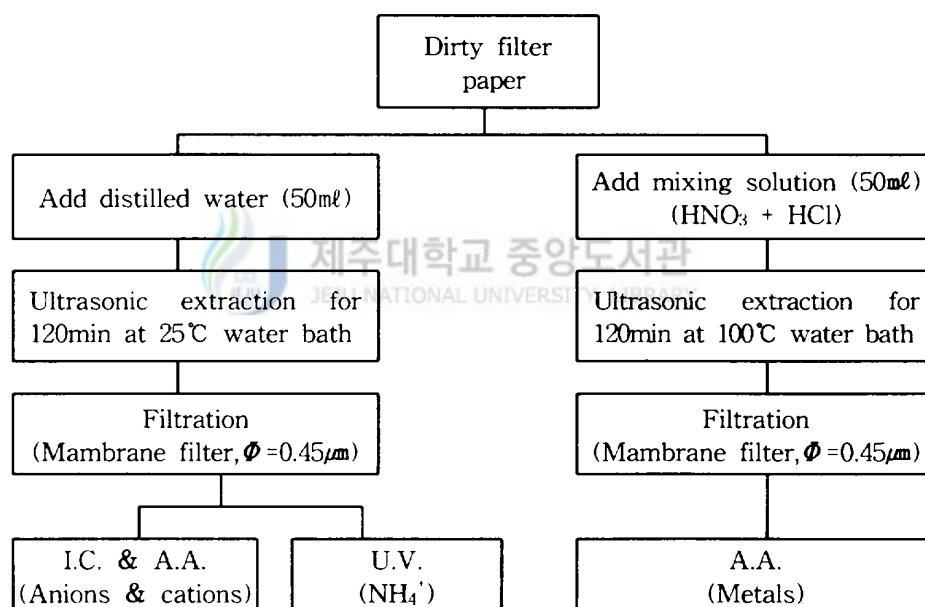 Dirty filter
paper
Add distilled water (50㎖)
Add mixing solution (50㎖)
(HNO₃ + HCl)
제주대학교 중앙도서관
JEJU NATIONAL UNIVERSITY LIBRARY
Ultrasonic extraction for
120min at 25℃ water bath
Ultrasonic extraction for
120min at 100℃ water bath
Filtration
(Mambrane filter, Φ=0.45㎛)
Filtration
(Mambrane filter, Φ=0.45㎛)
I.C. & A.A.
(Anions & cations)
U.V.
(NH₄⁺)
A.A.
(Metals)